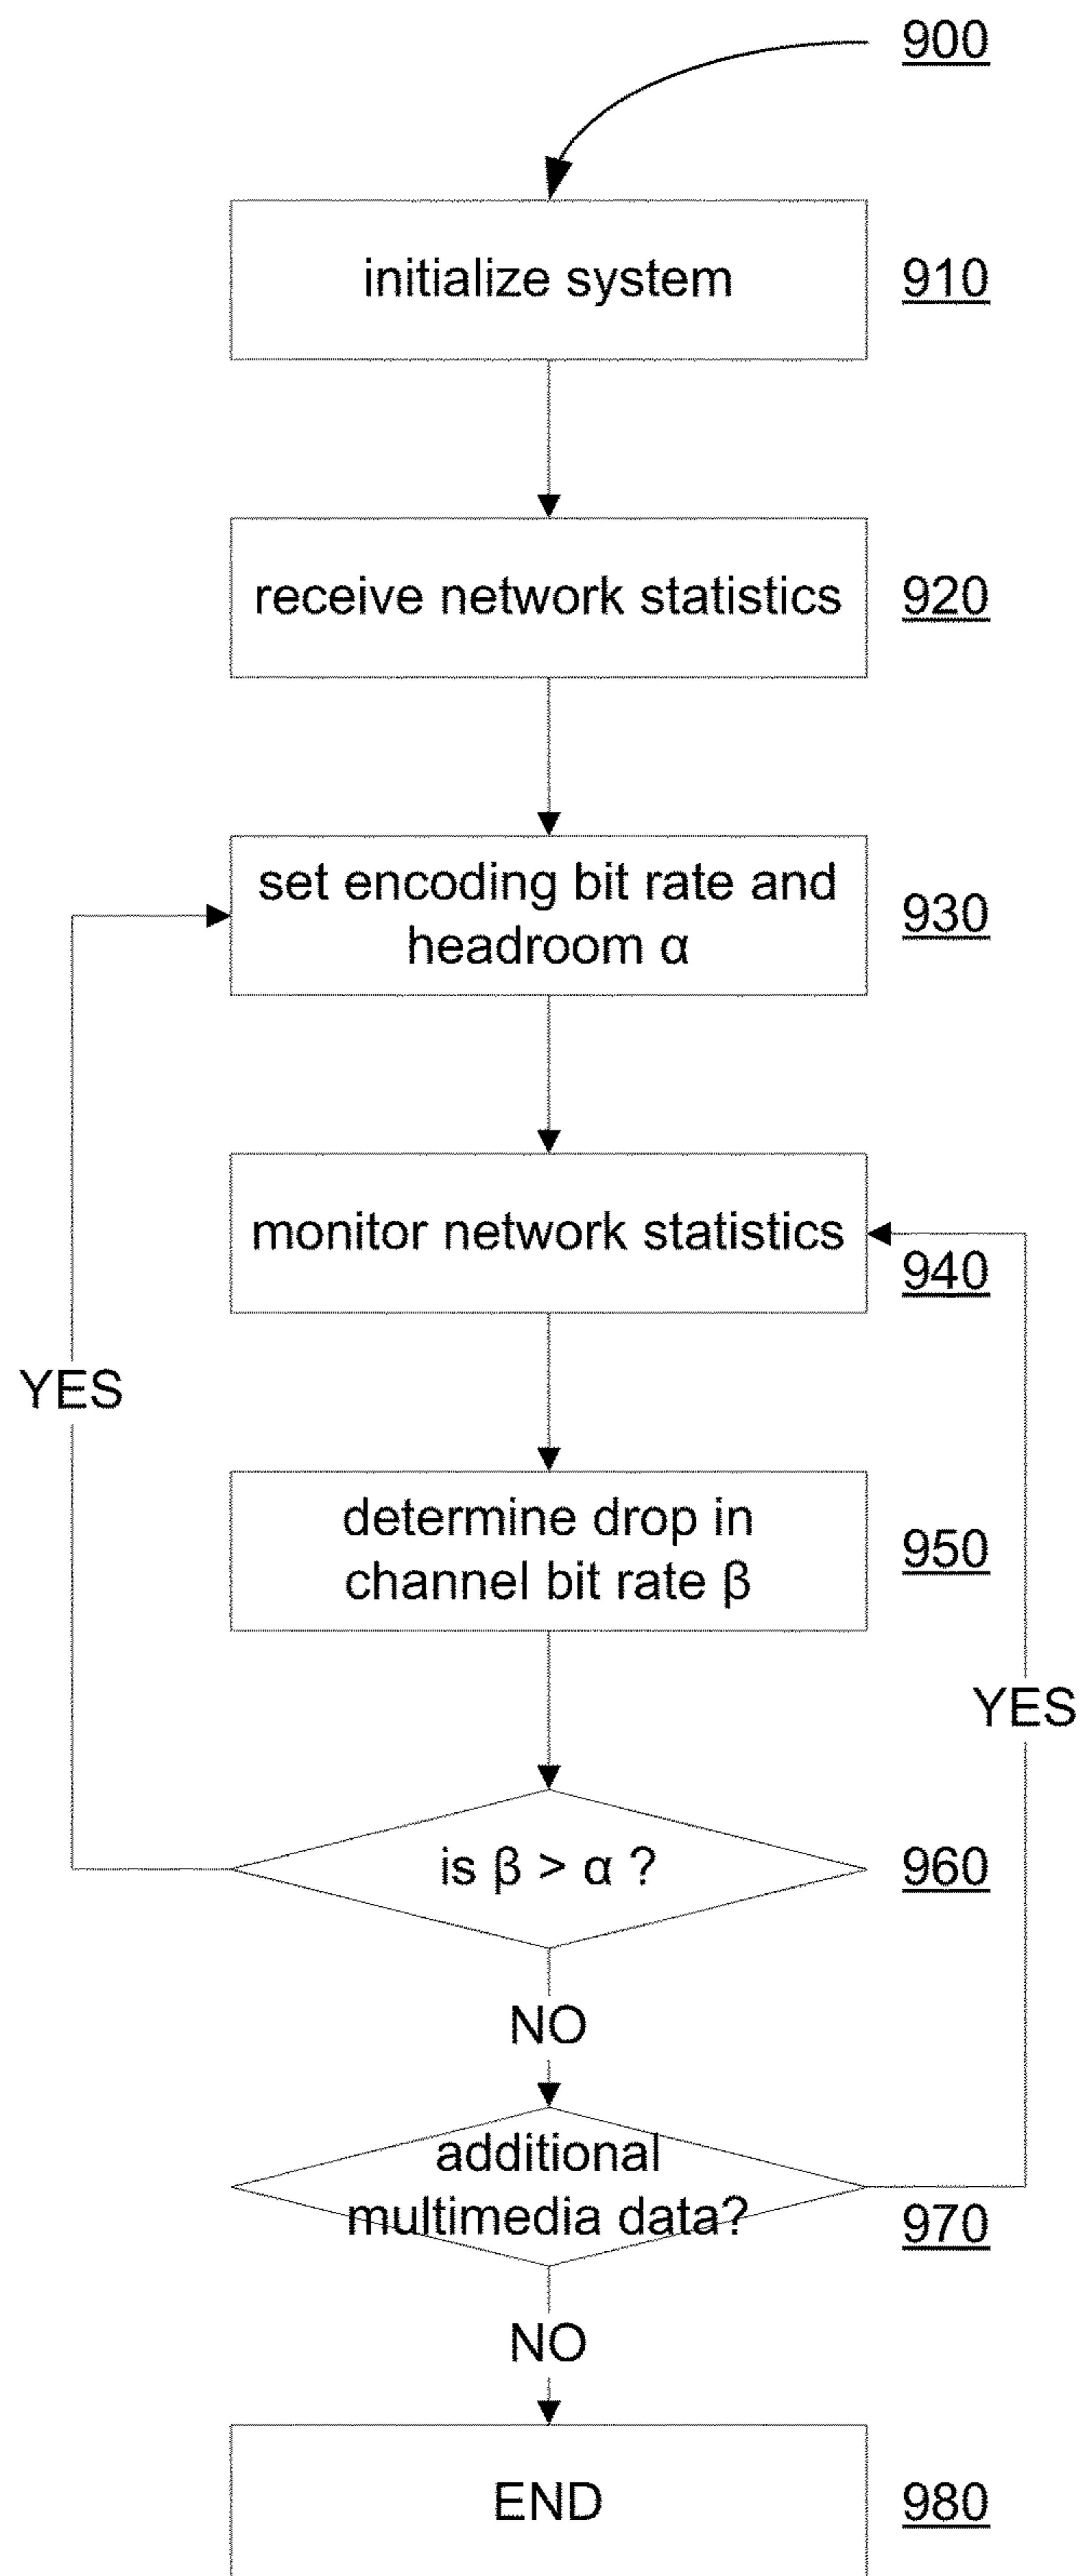 900
initialize system
910
receive network statistics
920
set encoding bit rate and
headroom α
930
monitor network statistics
940
YES
determine drop in
channel bit rate β
950
YES
is β > α ?
960
NO
additional
multimedia data?
970
NO
END
980